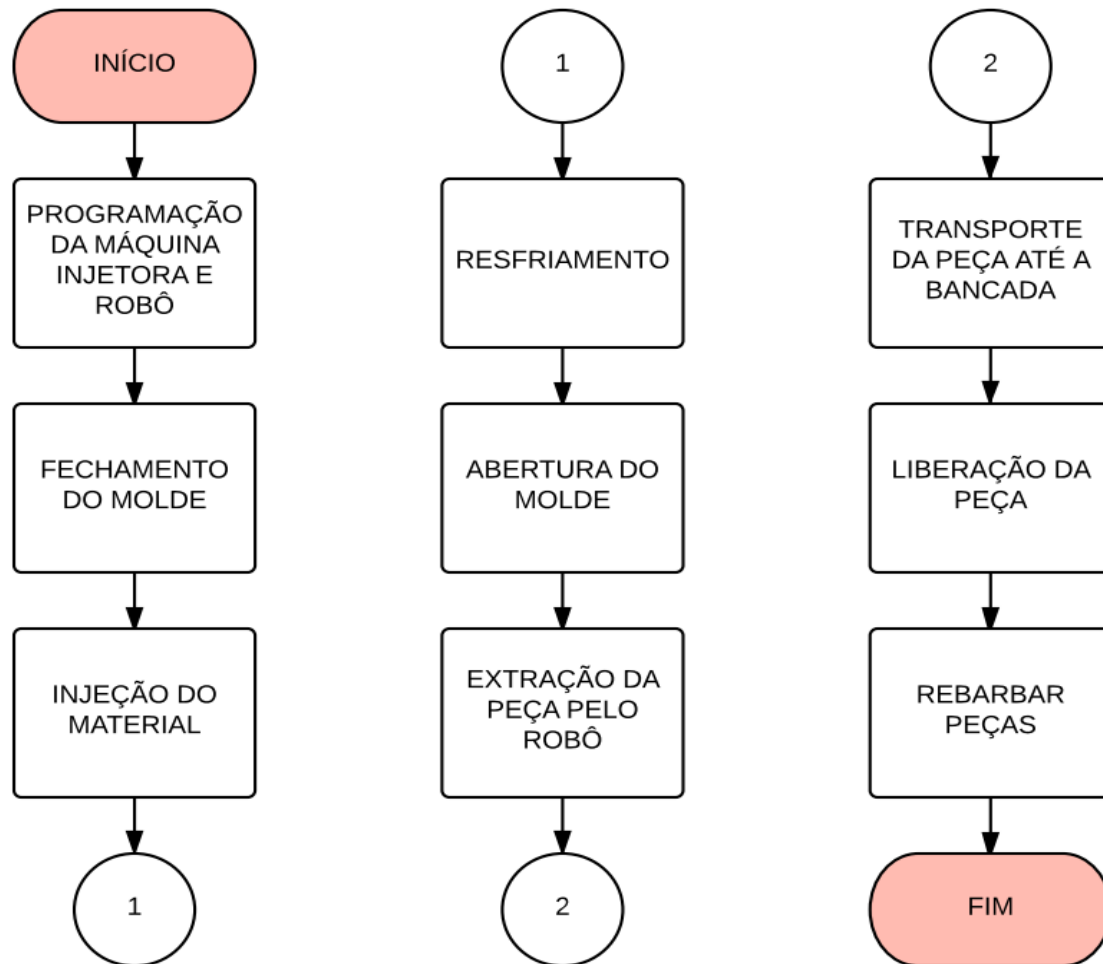 INÍCIO
PROGRAMAÇÃO
DA MÁQUINA
INJETORA E
ROBÔ
FECHAMENTO
DO MOLDE
INJEÇÃO DO
MATERIAL
1
1
RESFRIAMENTO
ABERTURA DO
MOLDE
EXTRAÇÃO DA
PEÇA PELO
ROBÔ
2
2
TRANSPORTE
DA PEÇA ATÉ A
BANCADA
LIBERAÇÃO DA
PEÇA
REBARBAR
PEÇAS
FIM